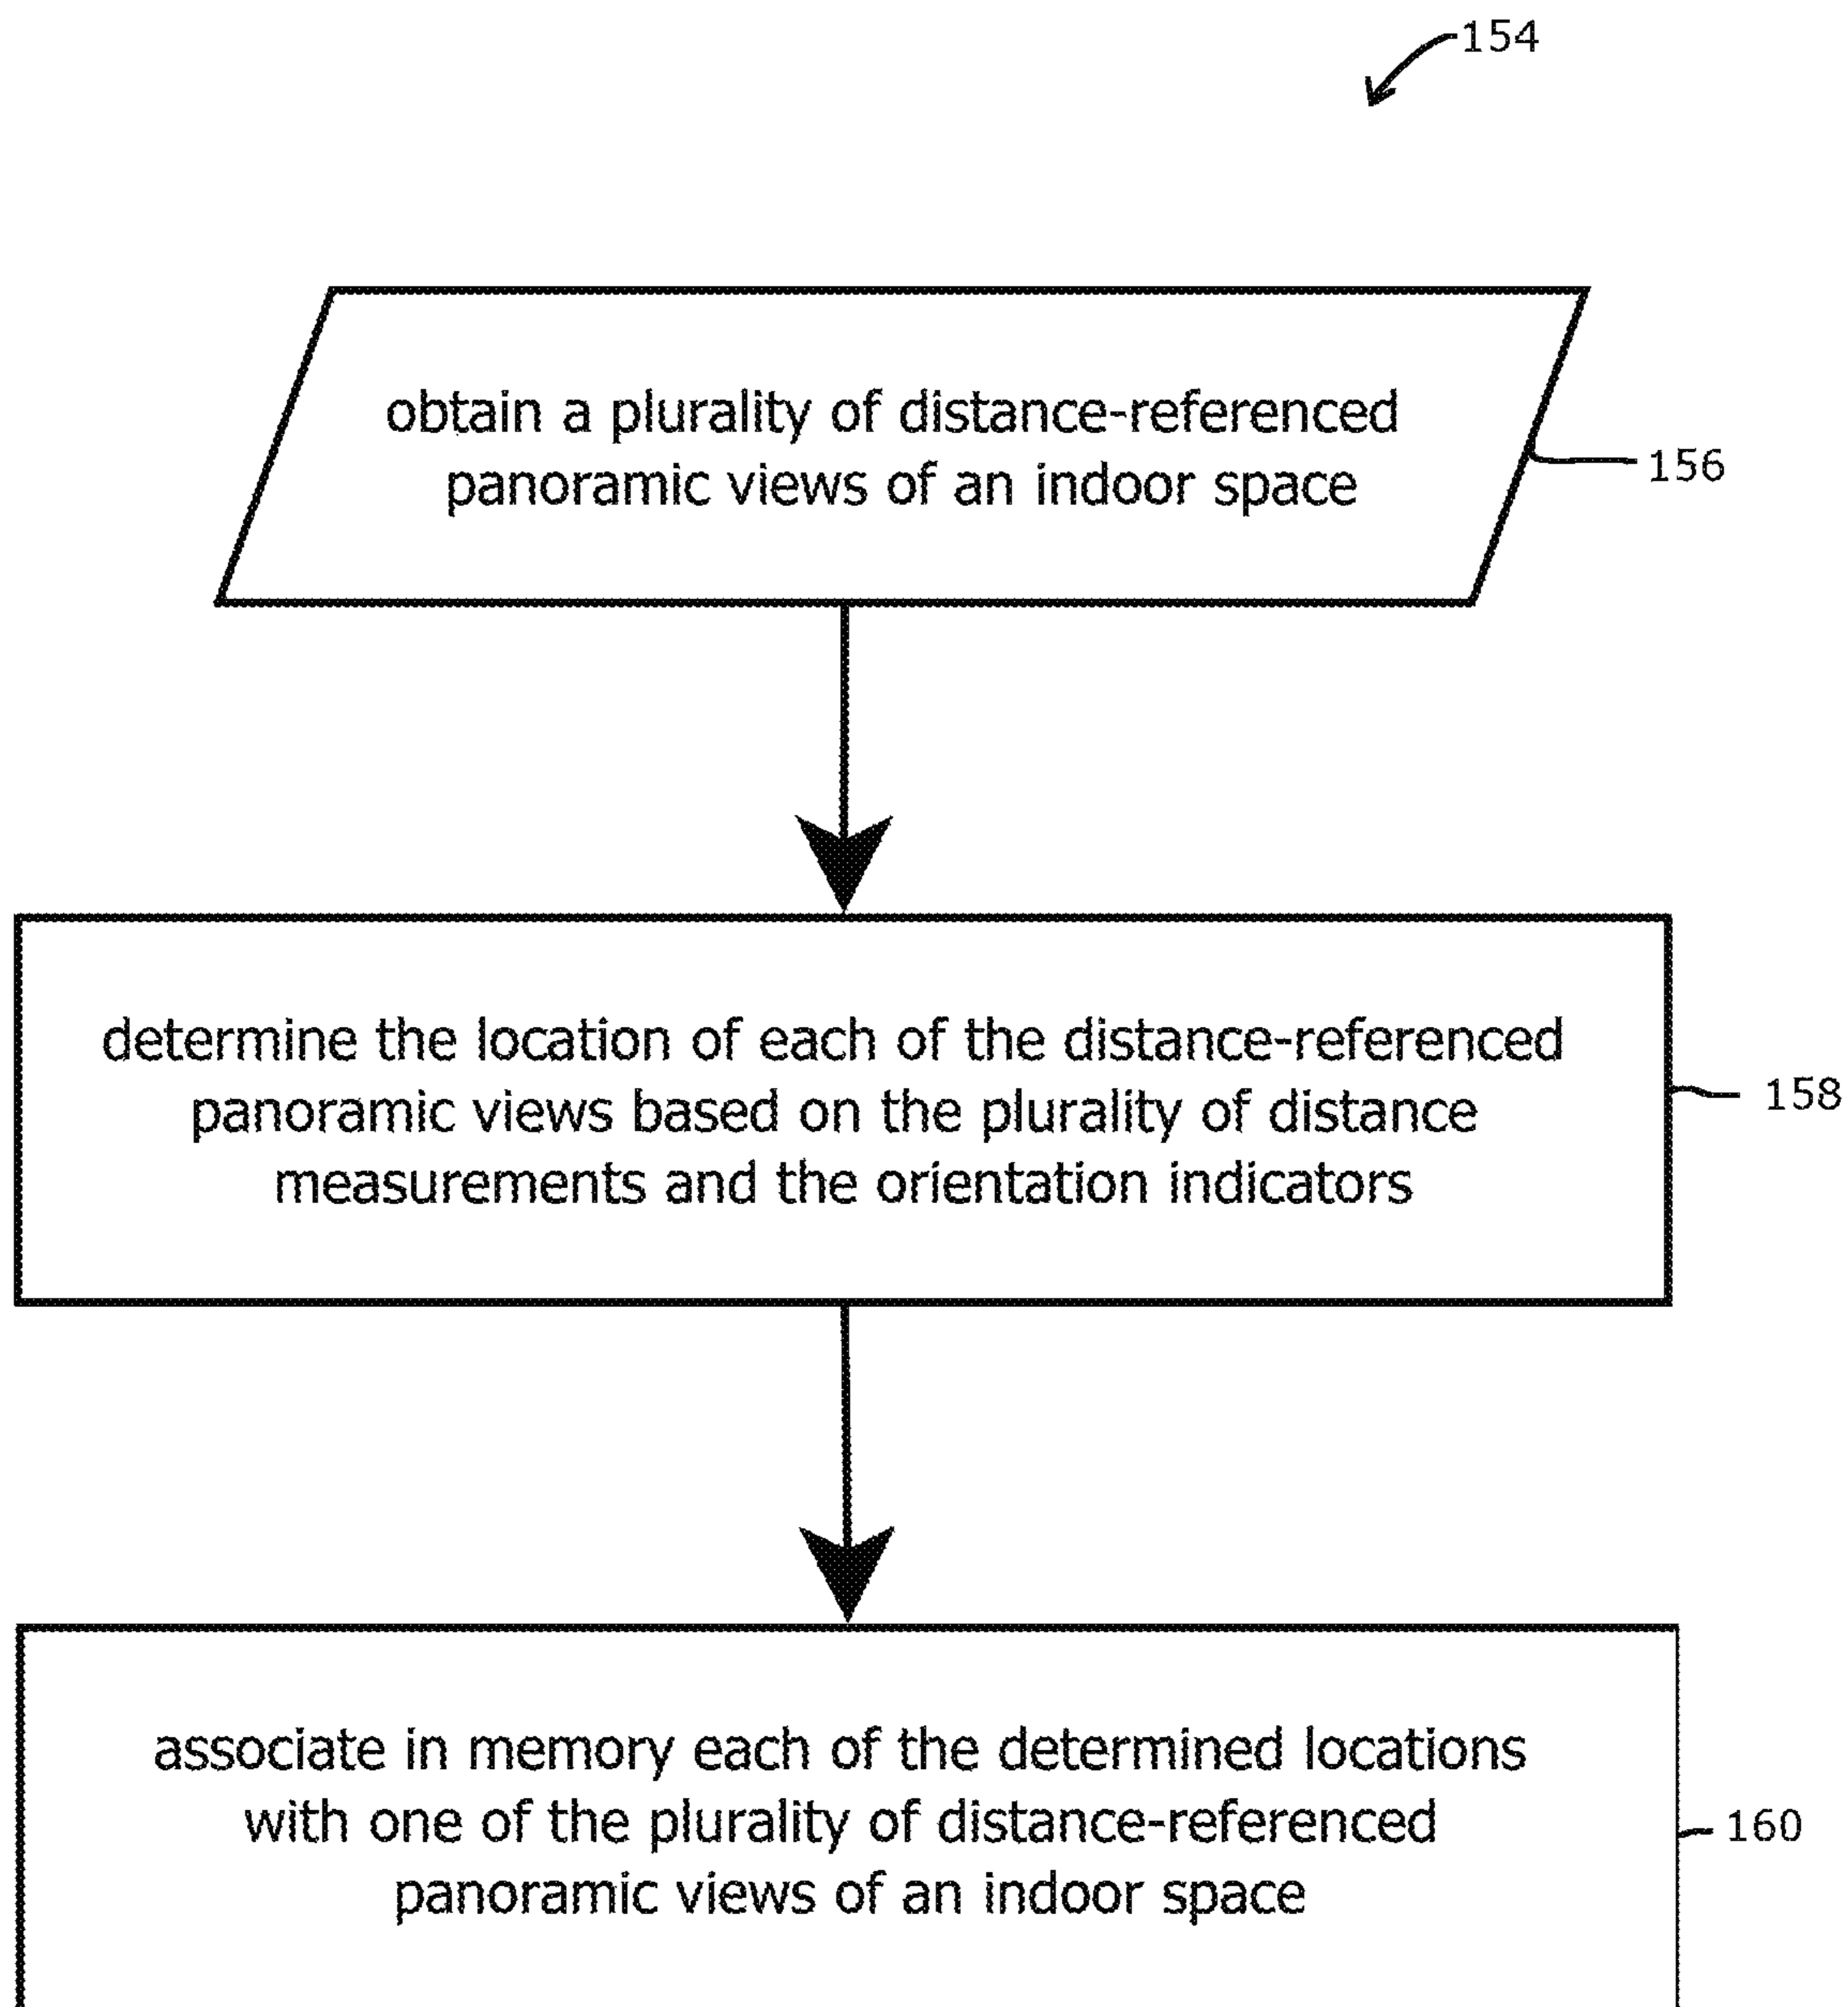 154
obtain a plurality of distance-referenced
panoramic views of an indoor space
156
determine the location of each of the distance-referenced
panoramic views based on the plurality of distance
measurements and the orientation indicators
158
associate in memory each of the determined locations
with one of the plurality of distance-referenced
panoramic views of an indoor space
160